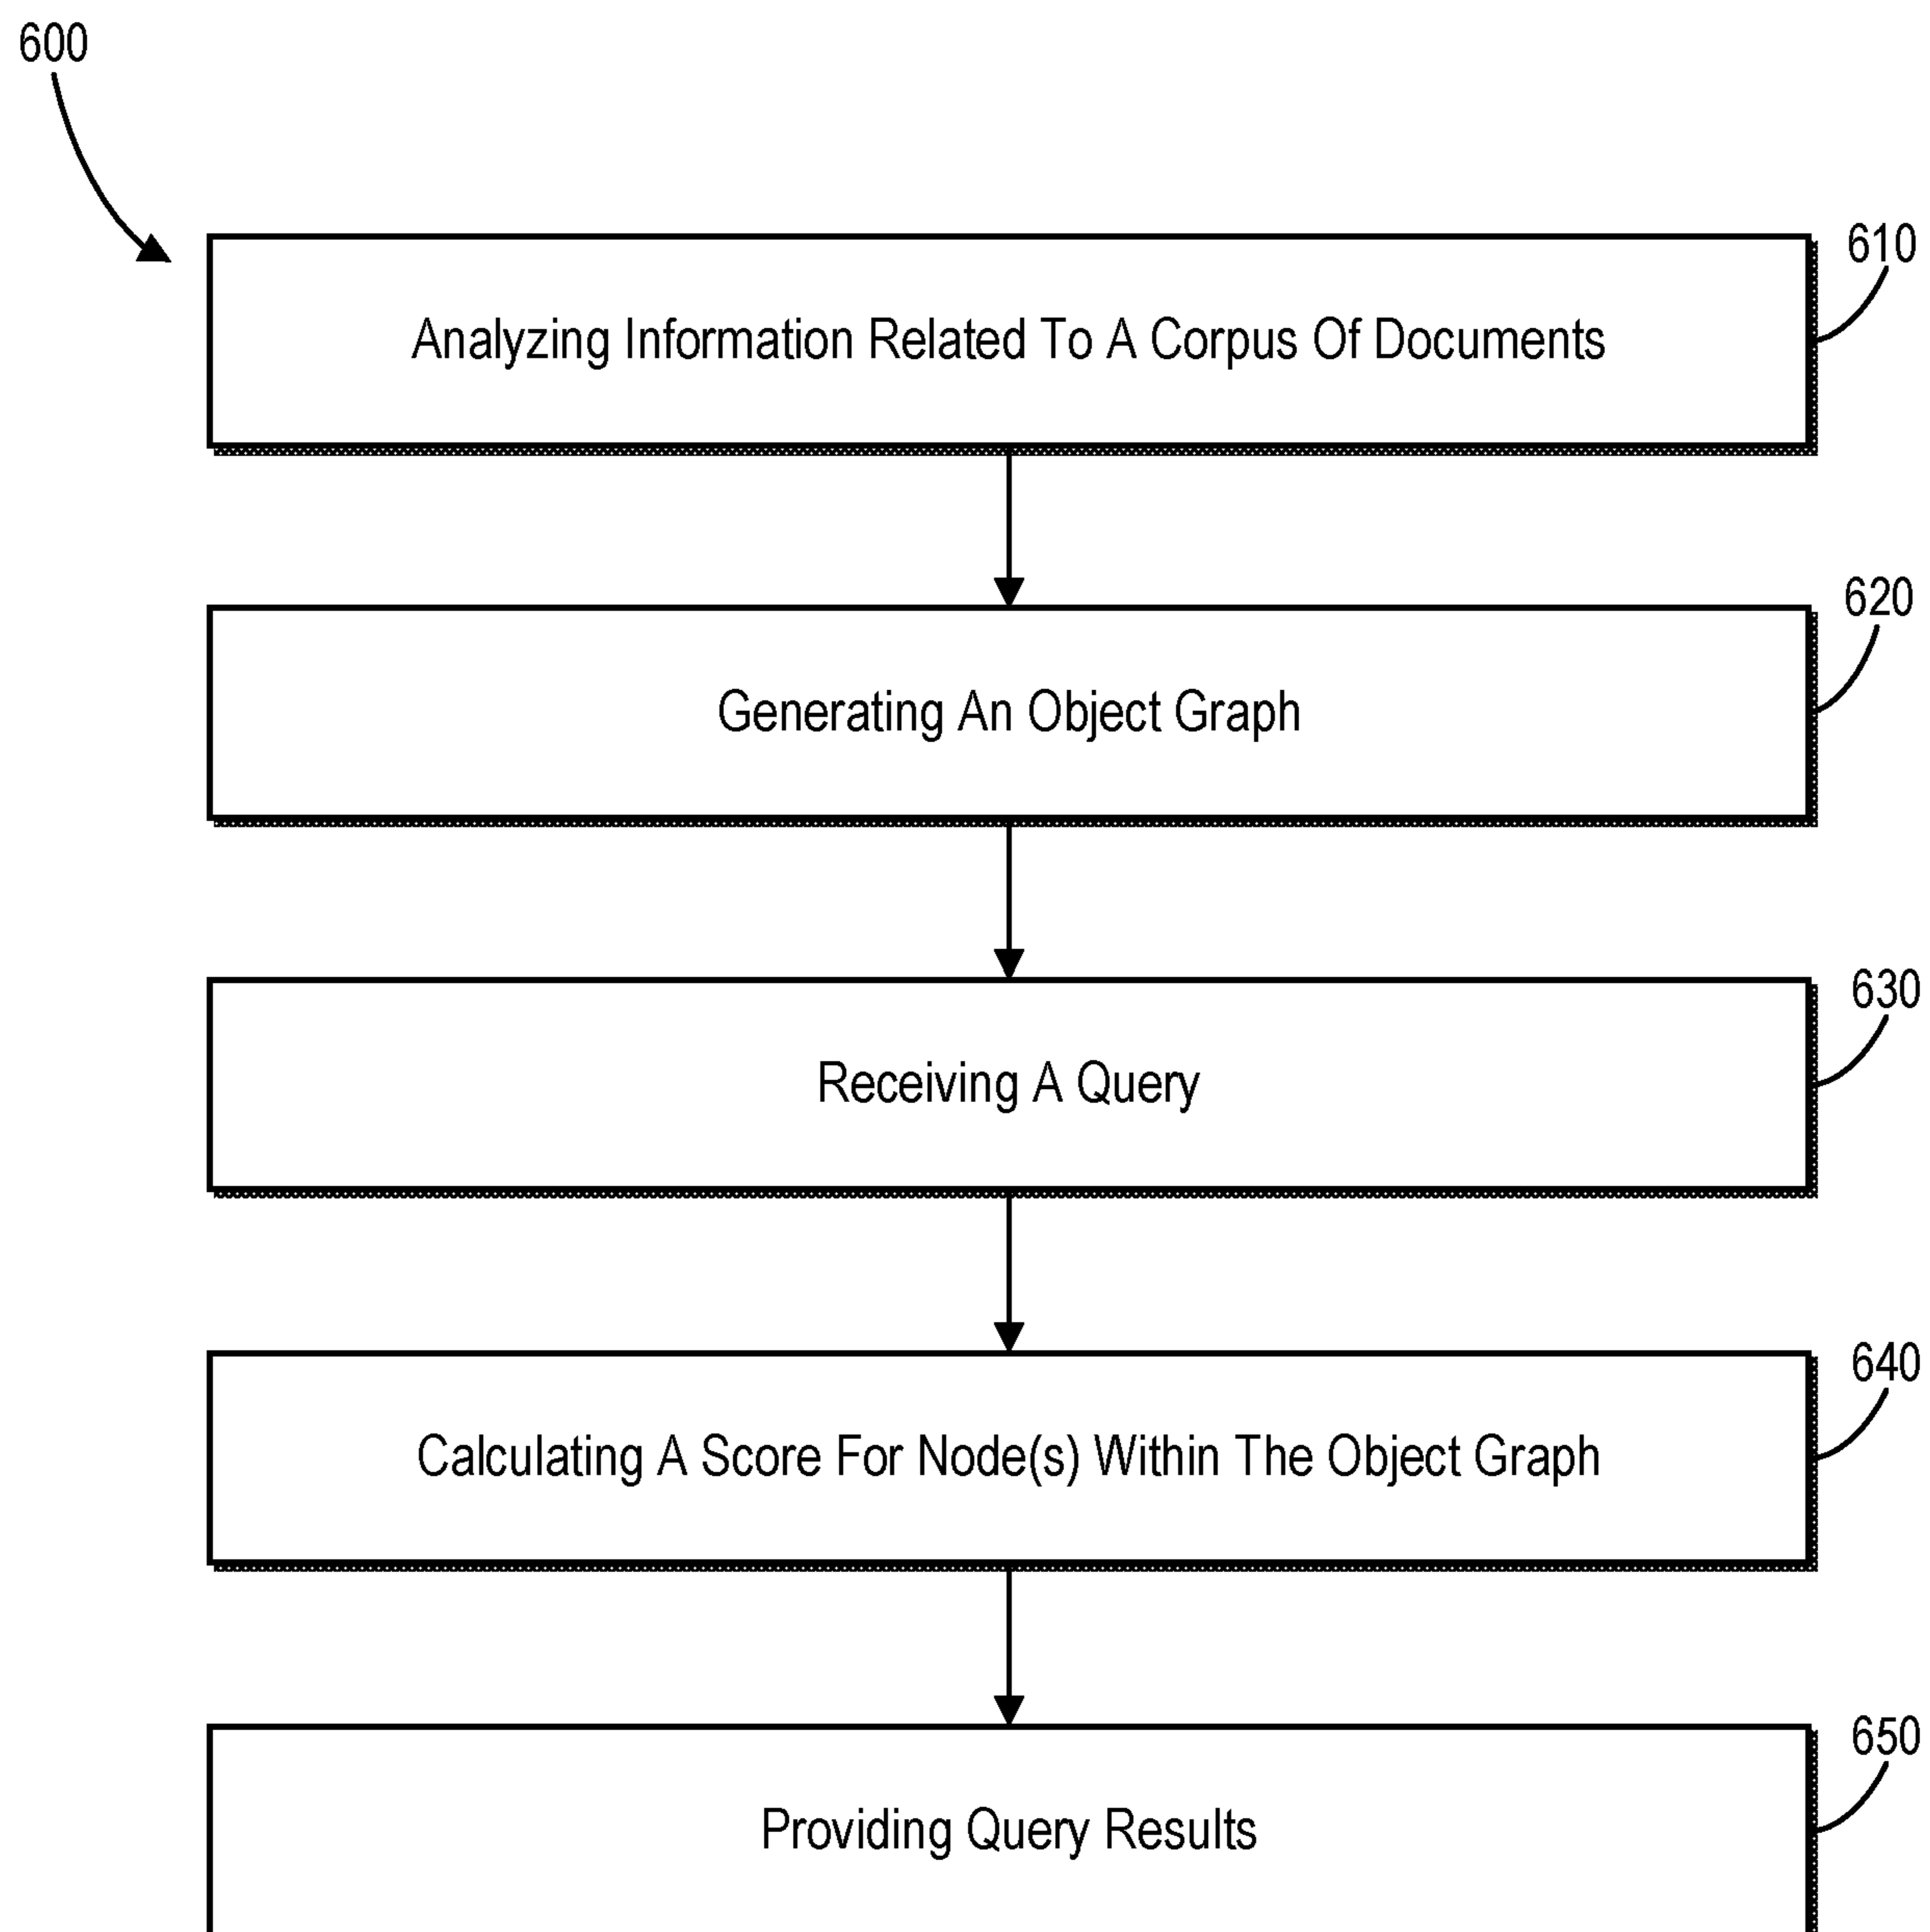 600
610
Analyzing Information Related To A Corpus Of Documents
620
Generating An Object Graph
630
Receiving A Query
640
Calculating A Score For Node(s) Within The Object Graph
650
Providing Query Results